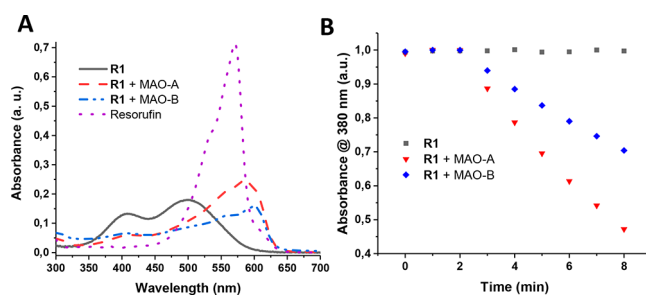 A
0,7
0,6
0,5
0,4
0,3
0,2
0,1
0,0
Absorbance (a. u.)
R1
R1 + MAO-A
R1 + MAO-B
Resorufin
300 350 400 450 500 550 600 650 700
Wavelength (nm)
B
1,0
0,9
0,8
0,7
0,6
0,5
0,4
Absorbance @ 380 nm (a.u.)
R1
R1 + MAO-A
R1 + MAO-B
0 2 4 6 8
Time (min)